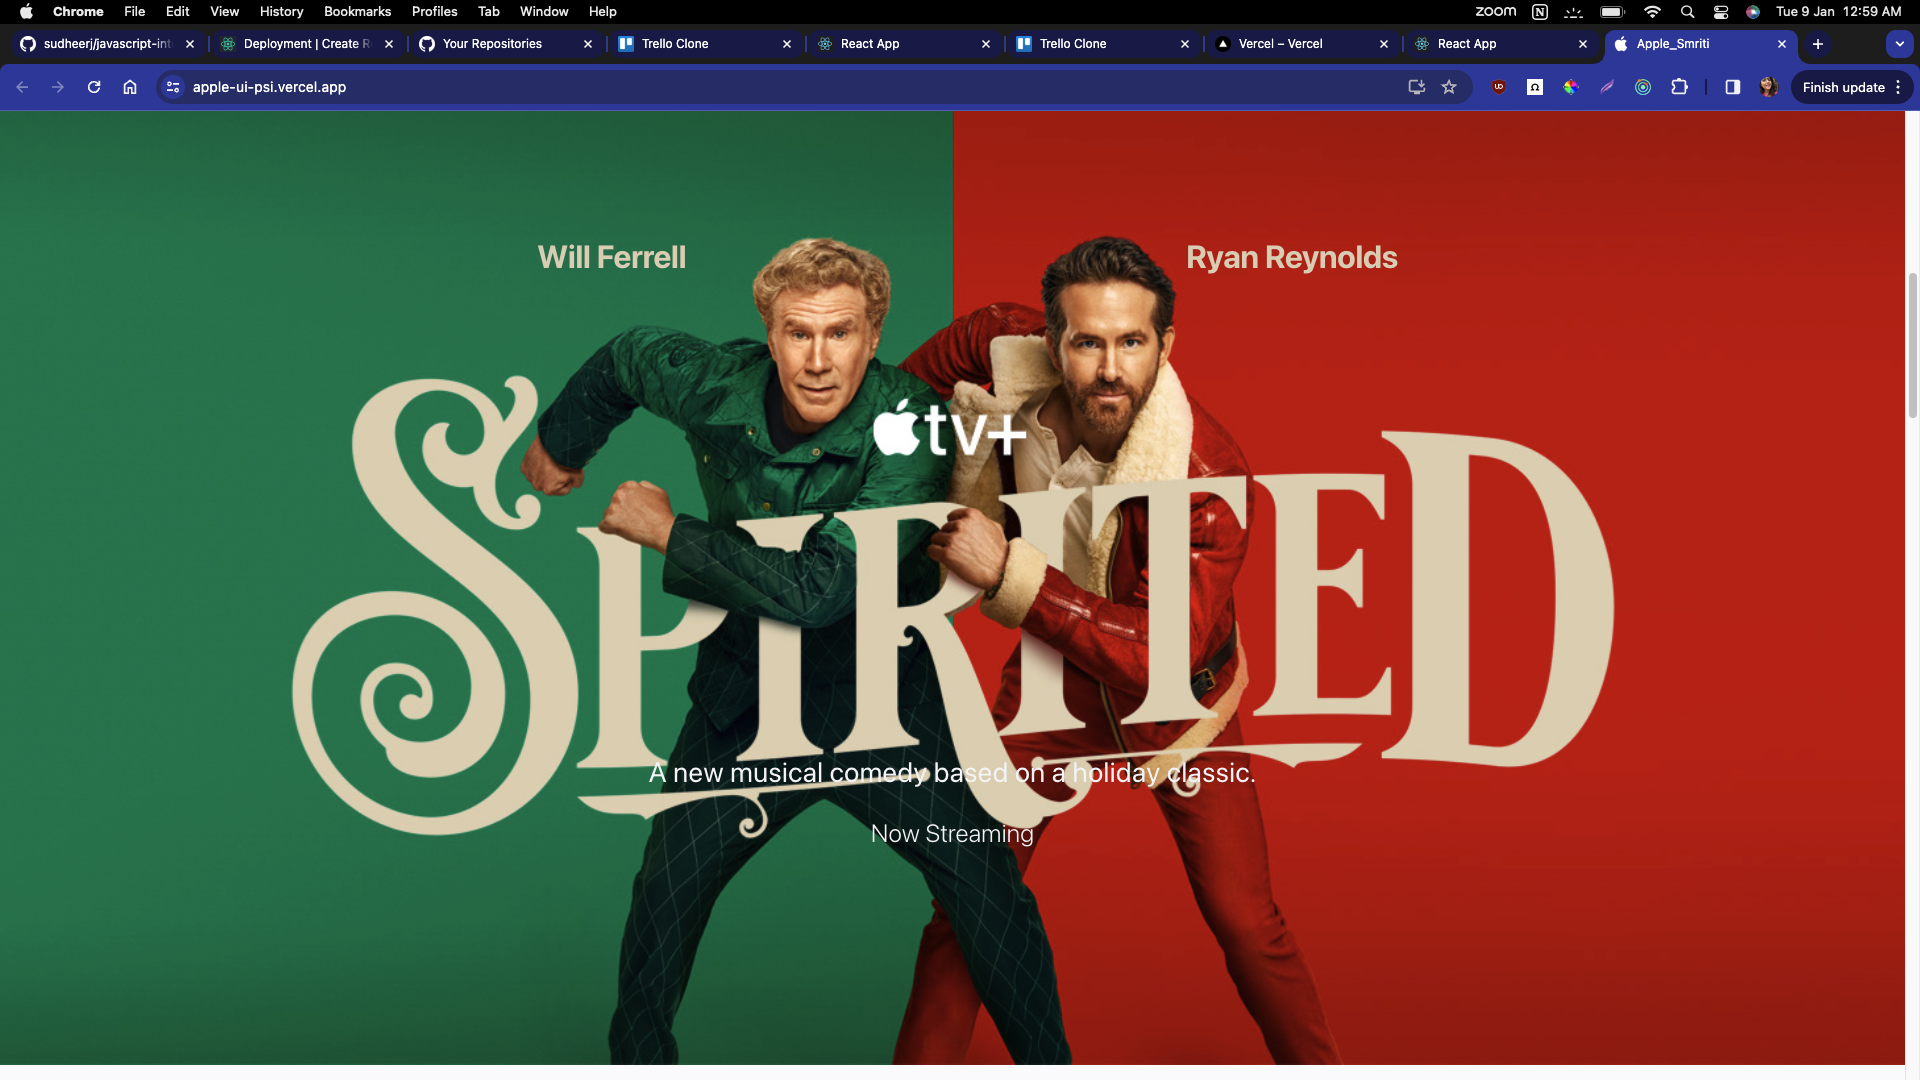 Chrome File Edit View History Bookmarks Profiles Tab Window Help zoom N Tue 9 Jan 12:59 AM
sudheerj/javascript-int Deployment | Create R Your Repositories Trello Clone React App Trello Clone Vercel – Vercel React App Apple_Smriti
apple-ui-psi.vercel.app Finish update
Will Ferrell Ryan Reynolds
tv+
SPIRITED
A new musical comedy based on a holiday classic.
Now Streaming